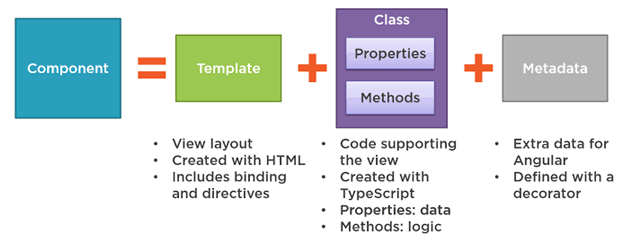 Component
=
Template
+
Class
Properties
Methods
+
Metadata
• View layout
• Created with HTML
• Includes binding
and directives
• Code supporting
the view
• Created with
TypeScript
• Properties: data
• Methods: logic
• Extra data for
Angular
• Defined with a
decorator